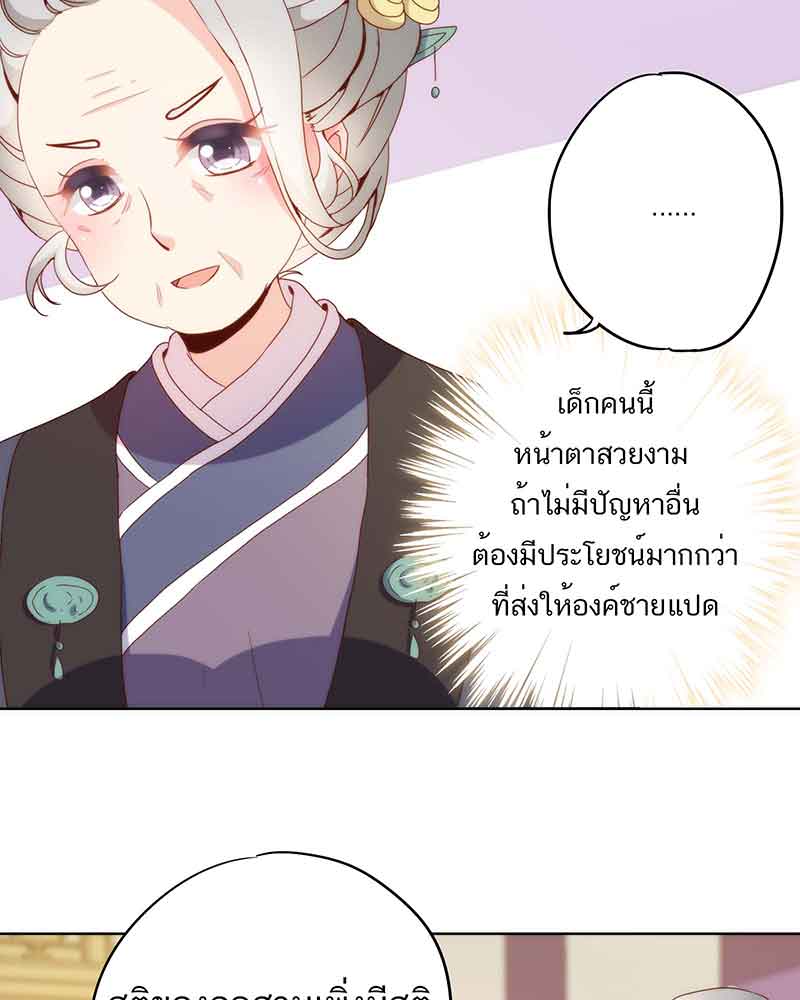 ......
เด็กคนนี้
หน้าตาสวยงาม
ถ้าไม่มีปัญหาอื่น
ต้องมีประโยชน์มากกว่า
ที่ส่งให้องค์ชายแปด